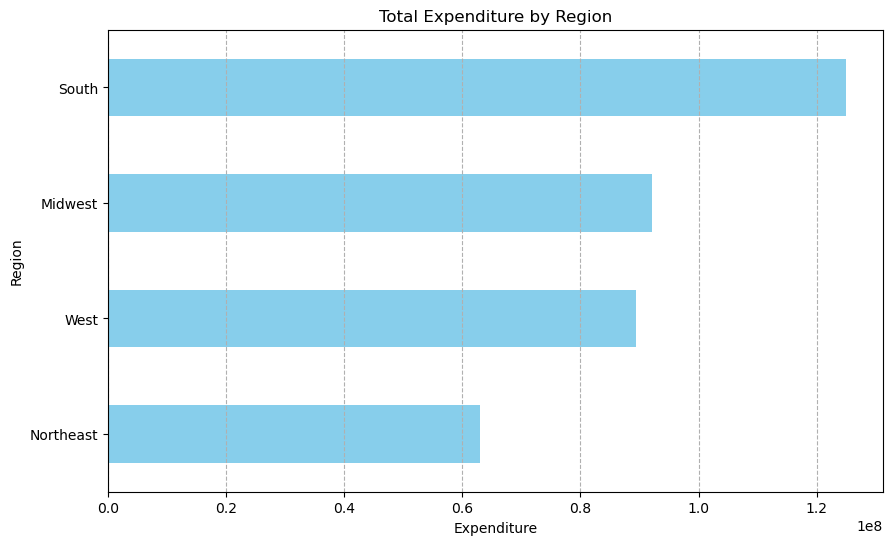 Total Expenditure by Region
South
Midwest
West
Northeast
Region
0.0 0.2 0.4 0.6 0.8 1.0 1.2
1e8
Expenditure